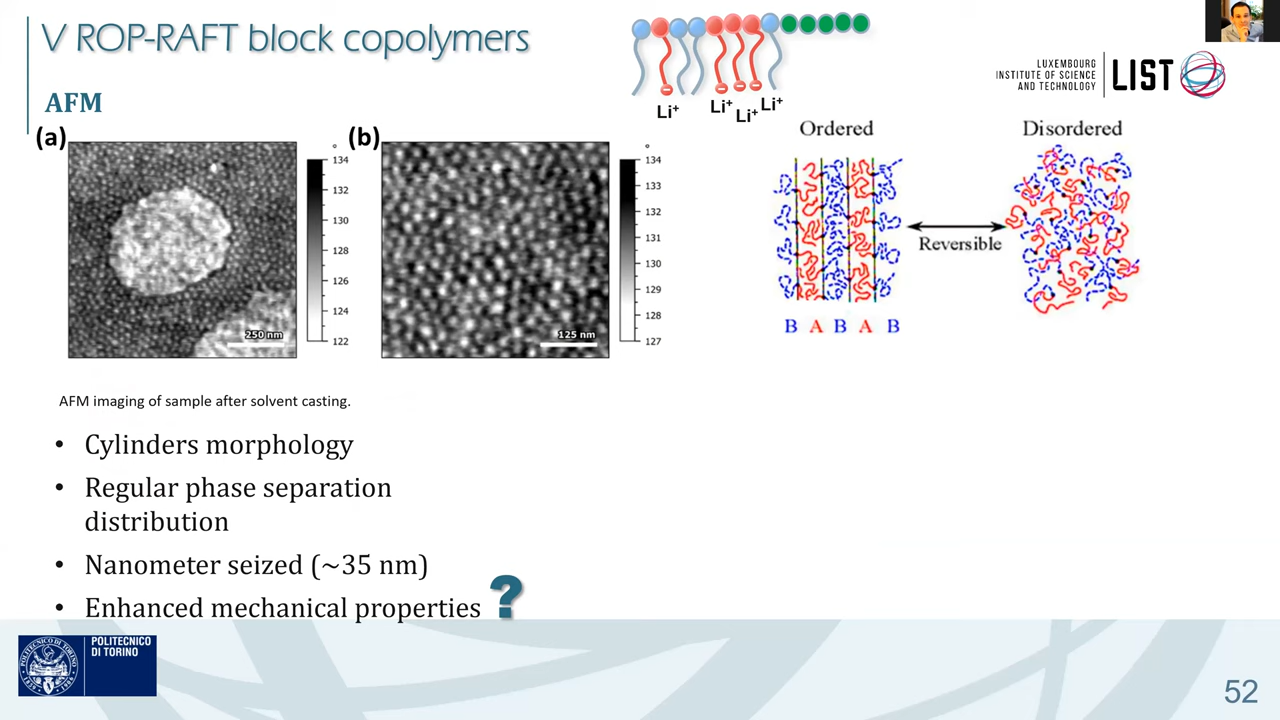 V ROP-RAFT block copolymers
LUXEMBOURG
INSTITUTE OF SCIENCE
AND TECHNOLOGY
LIST
AFM
Li⁺ Li⁺ Li⁺ Li⁺
(a)
(b)
°
134
132
130
128
126
124
122
250 nm
°
134
133
132
131
130
129
128
127
125 nm
Ordered
Disordered
Reversible
B A B A B
AFM imaging of sample after solvent casting.
• Cylinders morphology
• Regular phase separation
distribution
• Nanometer seized (~35 nm)
• Enhanced mechanical properties ?
POLITECNICO
DI TORINO
52